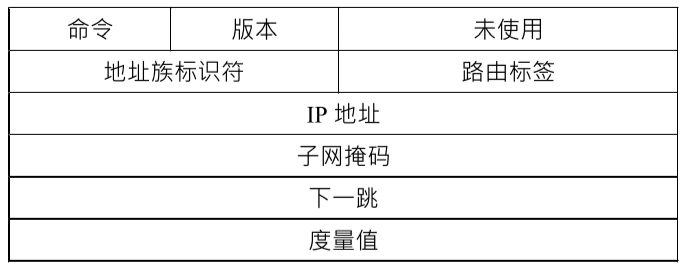 命令 版本 未使用
地址族标识符 路由标签
IP 地址
子网掩码
下一跳
度量值